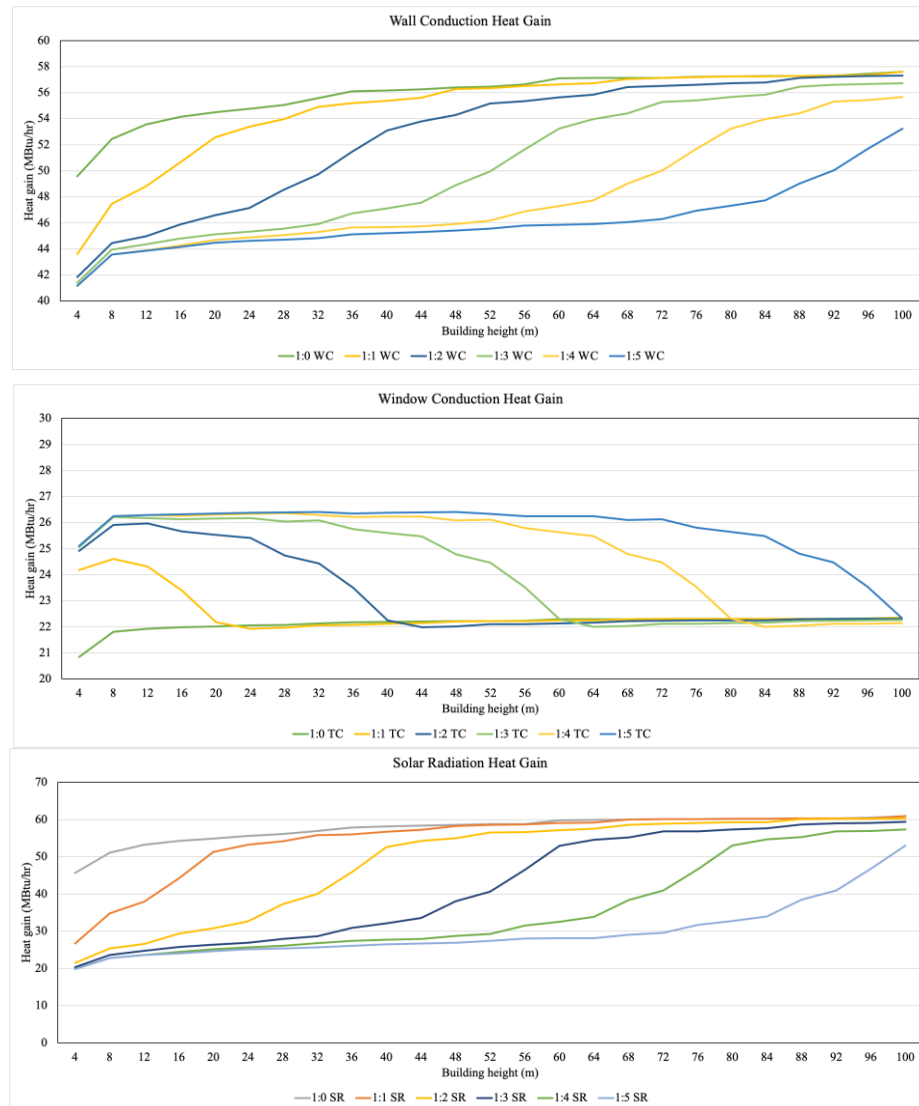 Wall Conduction Heat Gain
60
58
56
54
52
50
48
46
44
42
40
Heat gain (MBtu/hr)
4 8 12 16 20 24 28 32 36 40 44 48 52 56 60 64 68 72 76 80 84 88 92 96 100
Building height (m)
1:0 WC 1:1 WC 1:2 WC 1:3 WC 1:4 WC 1:5 WC
Window Conduction Heat Gain
30
29
28
27
26
25
24
23
22
21
20
Heat gain (MBtu/hr)
4 8 12 16 20 24 28 32 36 40 44 48 52 56 60 64 68 72 76 80 84 88 92 96 100
Building height (m)
1:0 TC 1:1 TC 1:2 TC 1:3 TC 1:4 TC 1:5 TC
Solar Radiation Heat Gain
70
60
50
40
30
20
10
0
Heat gain (MBtu/hr)
4 8 12 16 20 24 28 32 36 40 44 48 52 56 60 64 68 72 76 80 84 88 92 96 100
Building height (m)
1:0 SR 1:1 SR 1:2 SR 1:3 SR 1:4 SR 1:5 SR